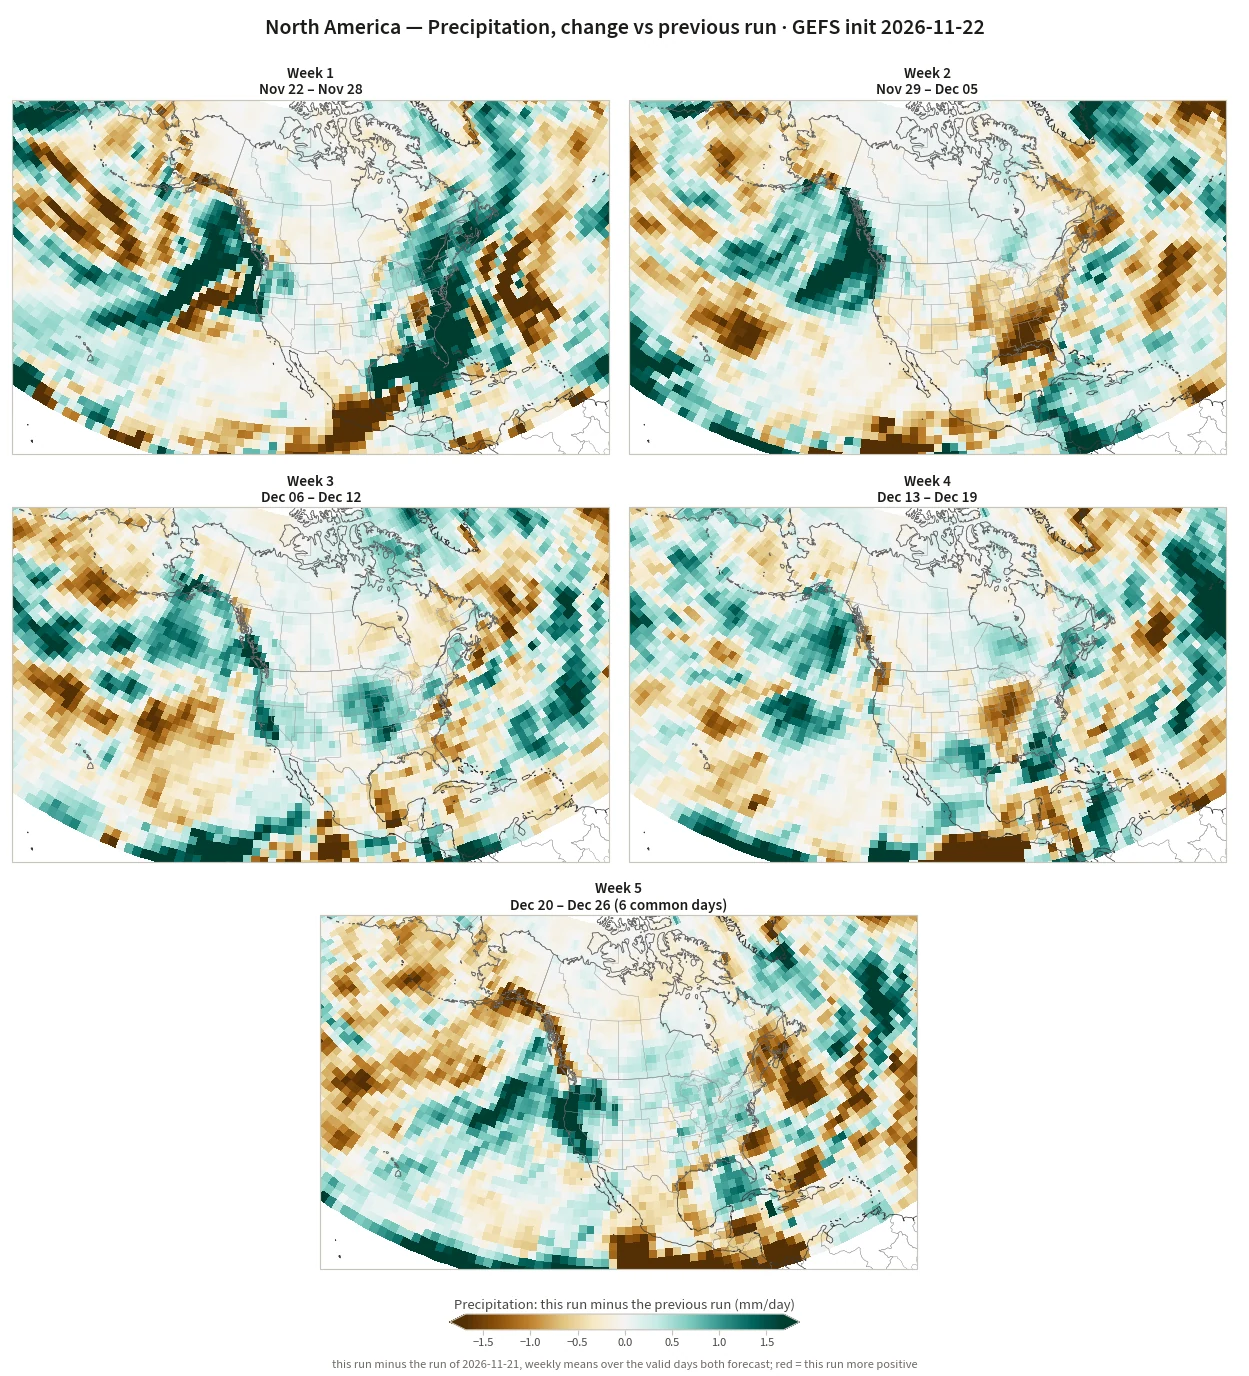 North America — Precipitation, change vs previous run · GEFS init 2026-11-22
Week 1
Nov 22 – Nov 28
Week 2
Nov 29 – Dec 05
Week 3
Dec 06 – Dec 12
Week 4
Dec 13 – Dec 19
Week 5
Dec 20 – Dec 26 (6 common days)
Precipitation: this run minus the previous run (mm/day)
−1.5 −1.0 −0.5 0.0 0.5 1.0 1.5
this run minus the run of 2026-11-21, weekly means over the valid days both forecast; red = this run more positive